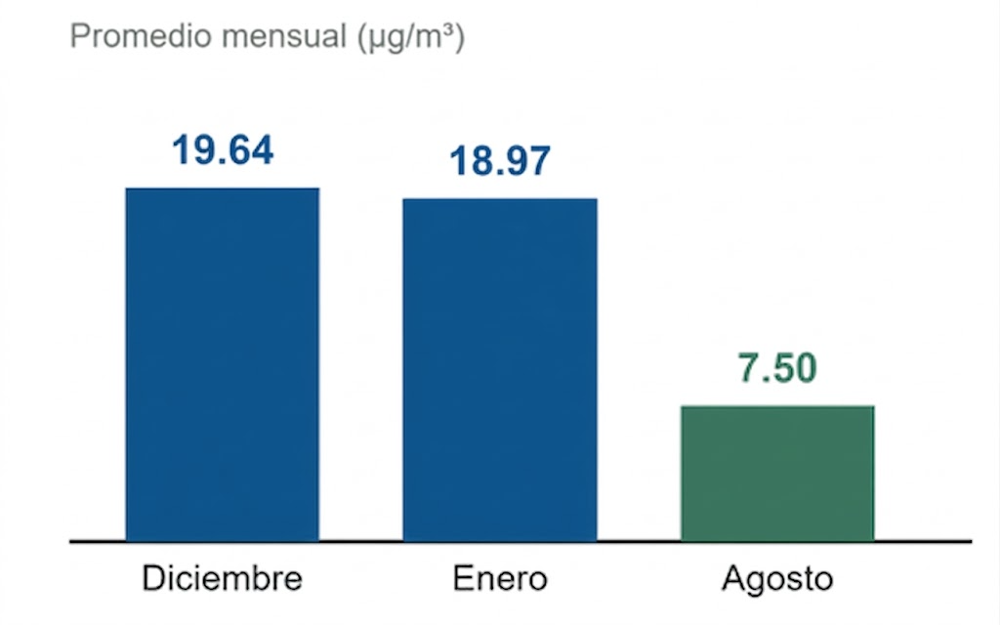 Promedio mensual (µg/m³)
19.64
18.97
7.50
Diciembre
Enero
Agosto